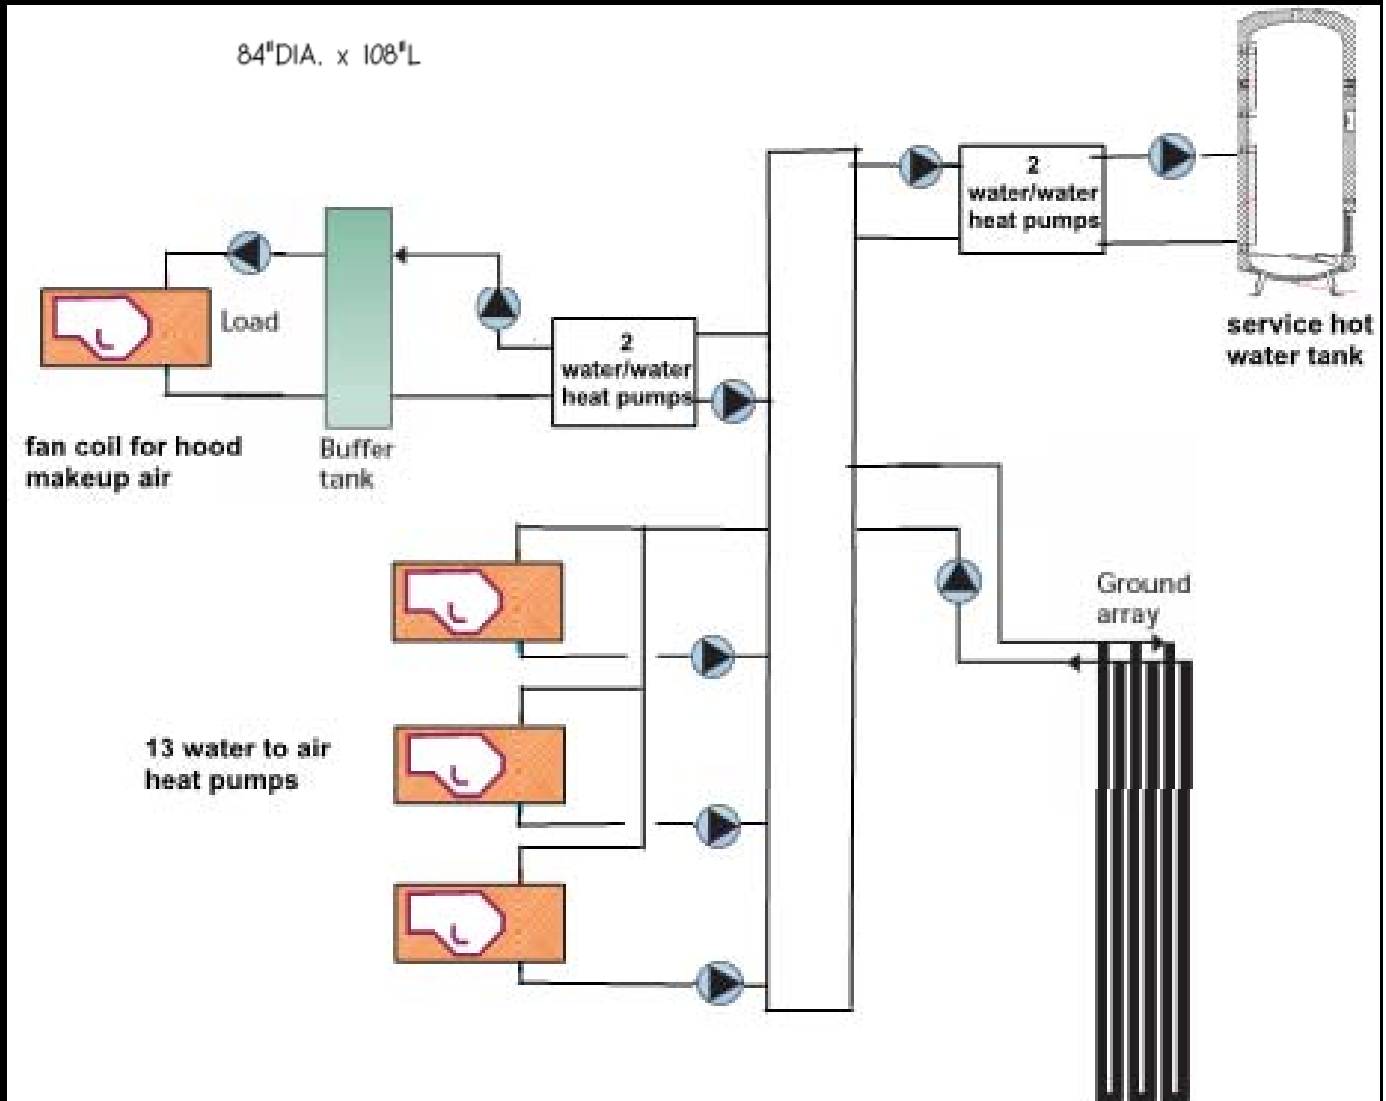 84"DIA. x 108"L
2
water/water
heat pumps
service hot
water tank
Load
2
water/water
heat pumps
fan coil for hood
makeup air
Buffer
tank
Ground
array
13 water to air
heat pumps